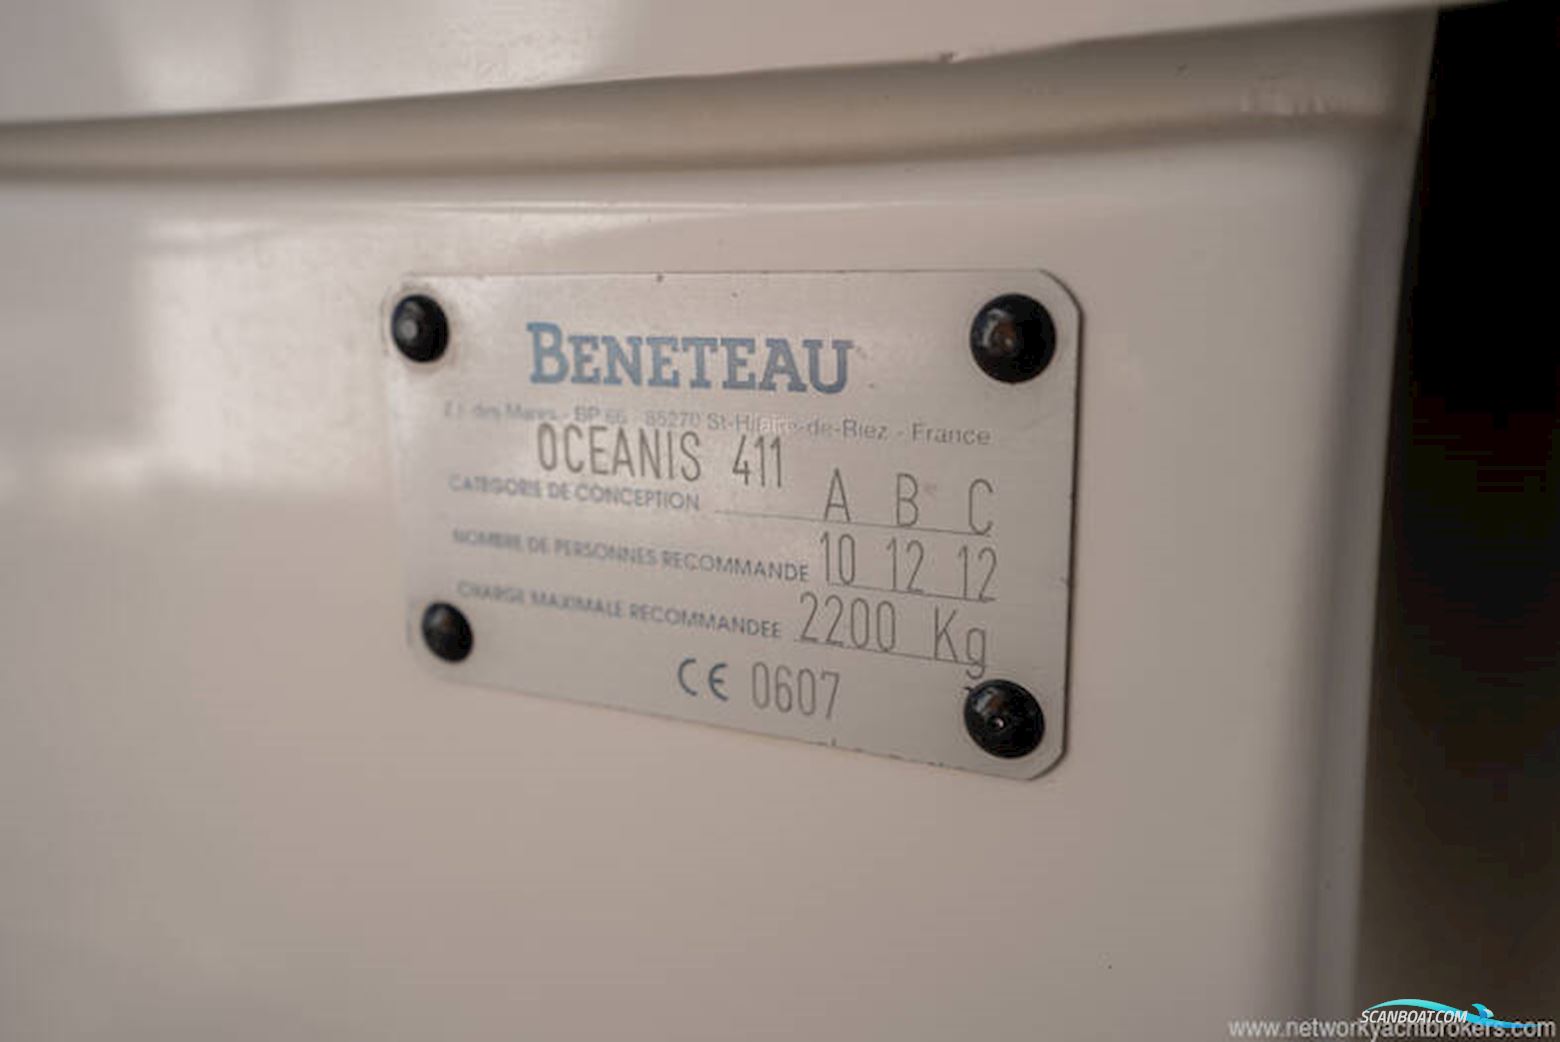 BENETEAU
Z.I. des Mares - BP 66 - 85270 St-Hilaire-de-Riez - France
OCEANIS 411
CATEGORIE DE CONCEPTION A B C
NOMBRE DE PERSONNES RECOMMANDE 10 12 12
CHARGE MAXIMALE RECOMMANDEE 2200 Kg
CE 0607
SCANBOAT.COM
www.networkyachtbrokers.com